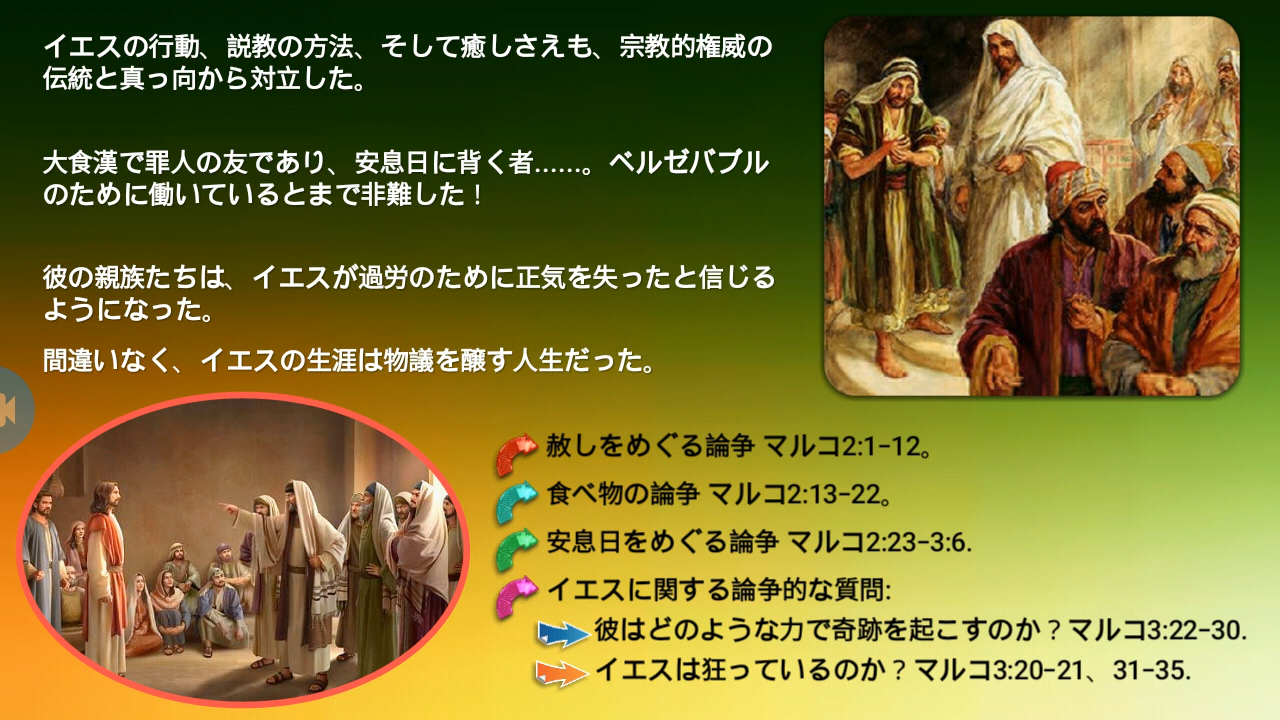 イエスの行動、説教の方法、そして癒しさえも、宗教的権威の
伝統と真っ向から対立した。
大食漢で罪人の友であり、安息日に背く者……。ベルゼバブル
のために働いているとまで非難した！
彼の親族たちは、イエスが過労のために正気を失ったと信じる
ようになった。
間違いなく、イエスの生涯は物議を醸す人生だった。
赦しをめぐる論争 マルコ2:1-12。
食べ物の論争 マルコ2:13-22。
安息日をめぐる論争 マルコ2:23-3:6.
イエスに関する論争的な質問:
彼はどのような力で奇跡を起こすのか？マルコ3:22-30.
イエスは狂っているのか？マルコ3:20-21、31-35.